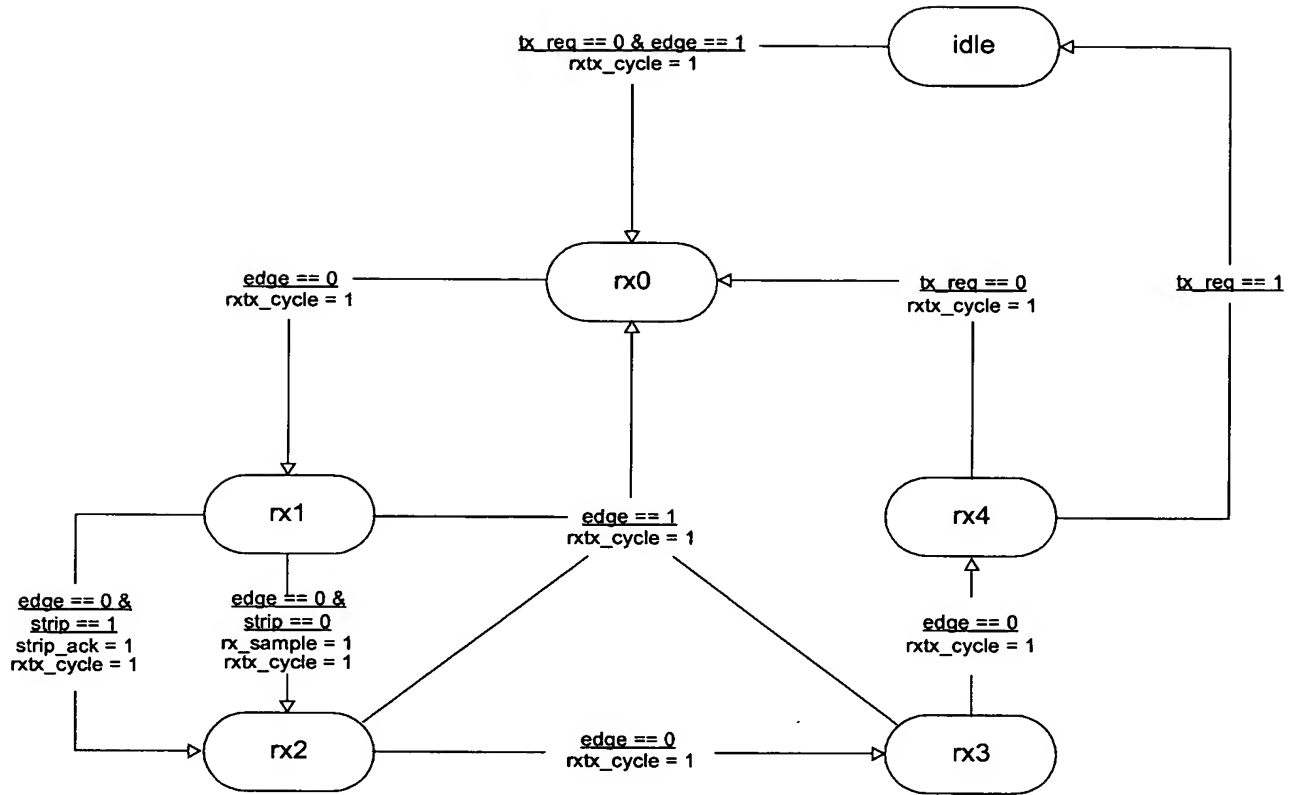 tx_req == 0 & edge == 1
rxtx_cycle = 1
idle
edge == 0
rxtx_cycle = 1
rx0
tx_req == 0
rxtx_cycle = 1
tx_req == 1
rx1
edge == 1
rxtx_cycle = 1
rx4
edge == 0 &
strip == 1
strip_ack = 1
rxtx_cycle = 1
edge == 0 &
strip == 0
rx_sample = 1
rxtx_cycle = 1
edge == 0
rxtx_cycle = 1
rx2
edge == 0
rxtx_cycle = 1
rx3